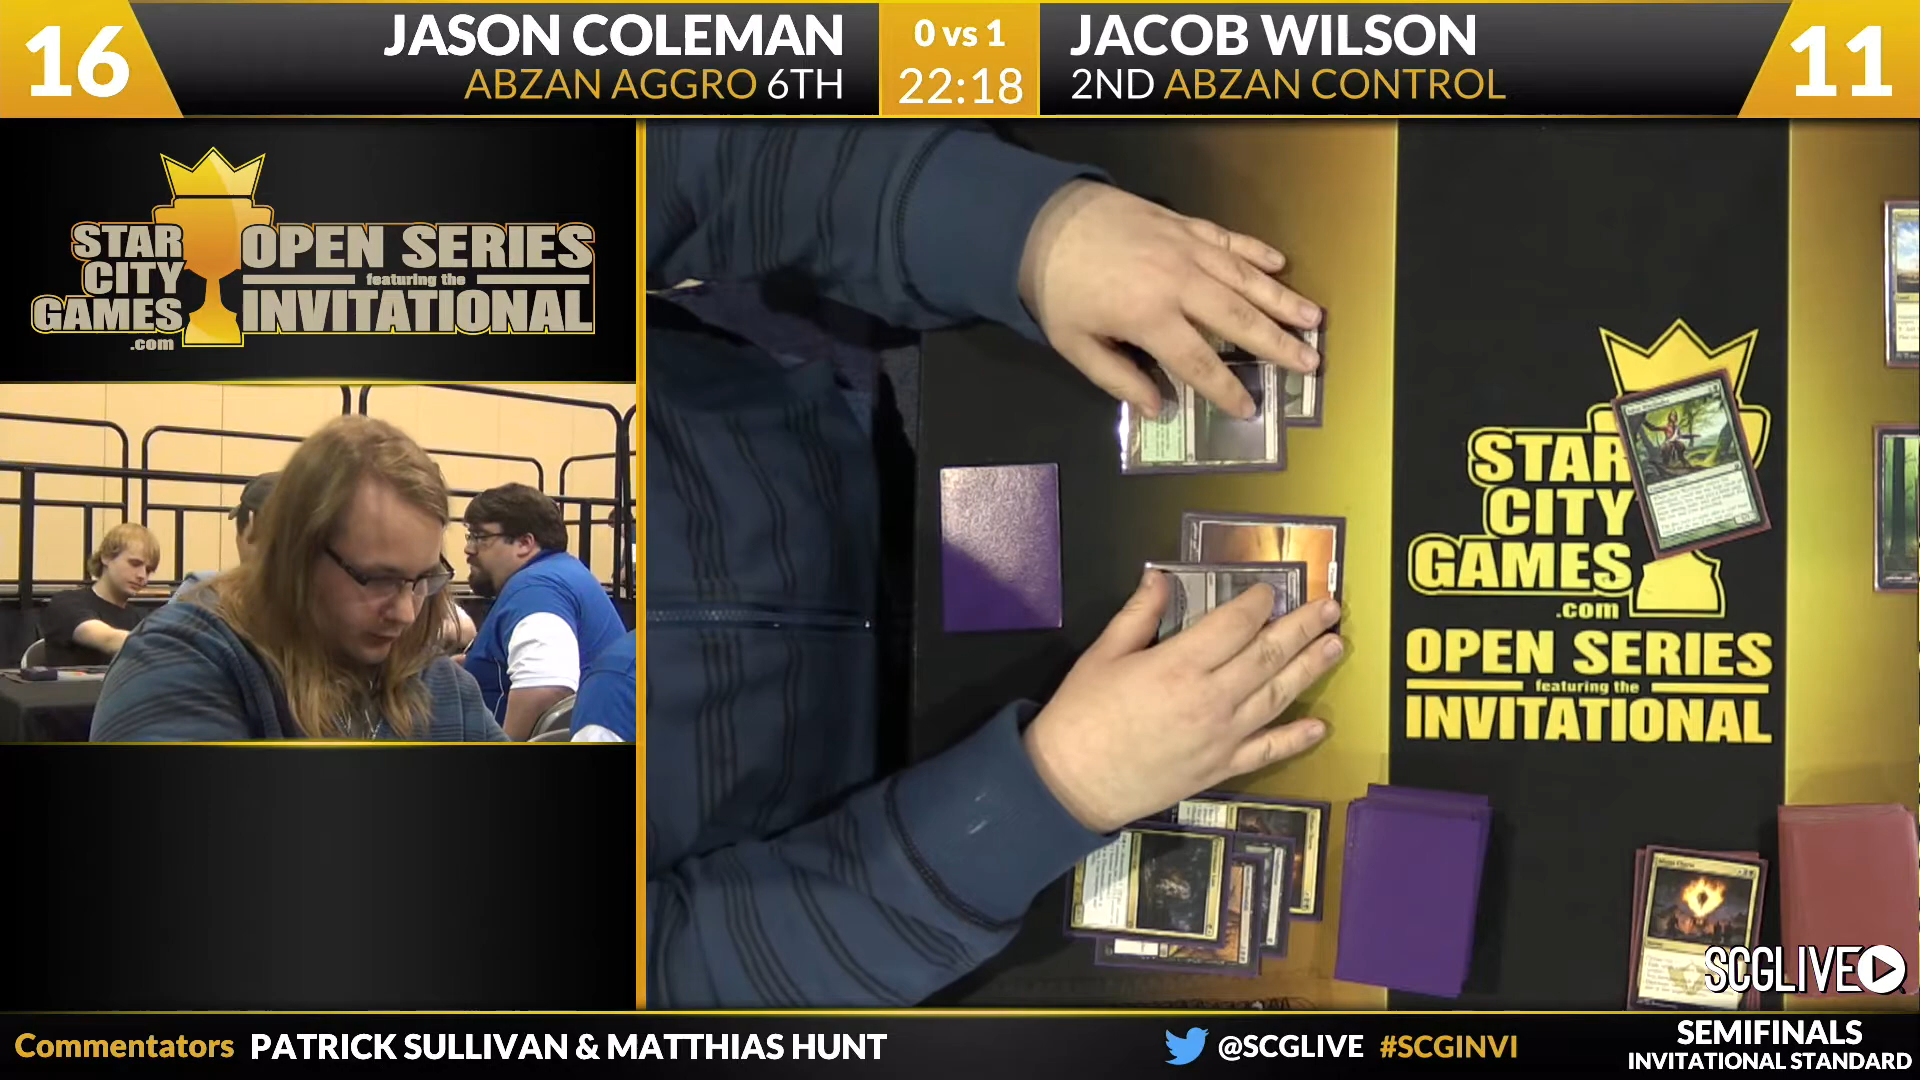 16
JASON COLEMAN
ABZAN AGGRO 6TH
0 vs 1
22:18
JACOB WILSON
2ND ABZAN CONTROL
11
STAR
CITY
GAMES
.com
OPEN SERIES
featuring the
INVITATIONAL
STAR
CITY
GAMES
.com
OPEN SERIES
featuring the
INVITATIONAL
SCGLIVE
Commentators PATRICK SULLIVAN & MATTHIAS HUNT
@SCGLIVE #SCGINVI
SEMIFINALS
INVITATIONAL STANDARD